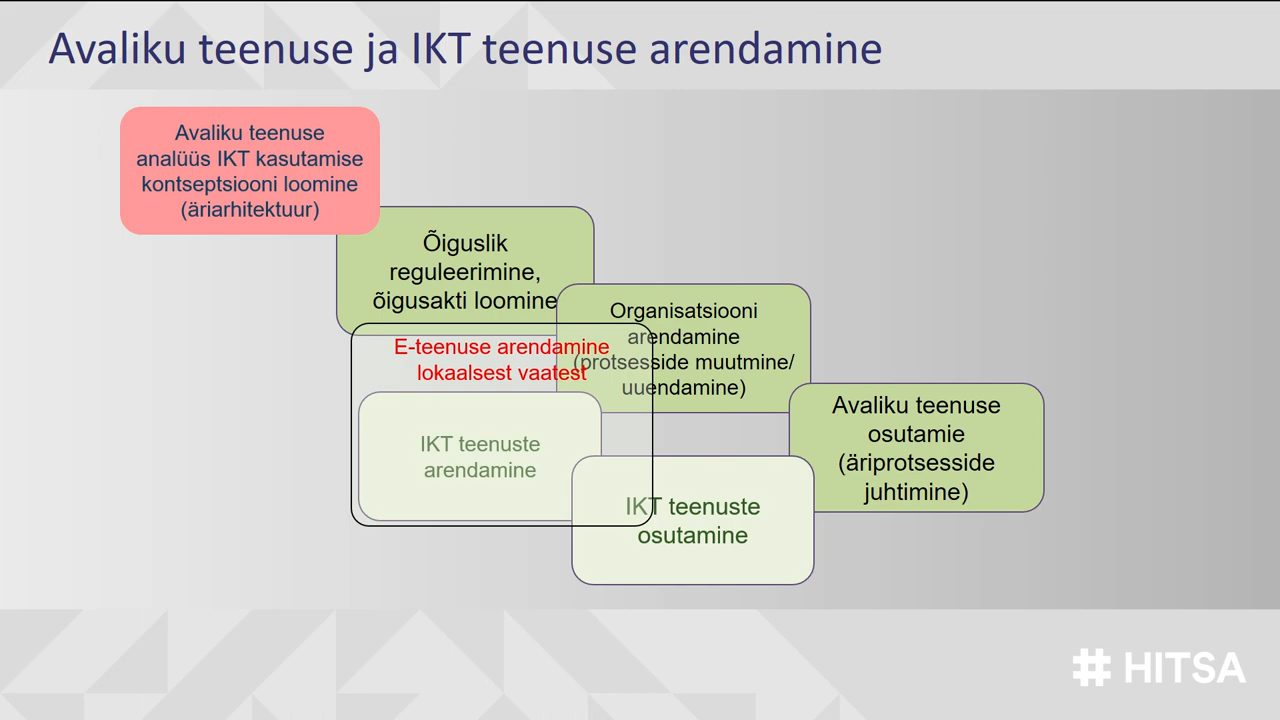 Avaliku teenuse ja IKT teenuse arendamine
Avaliku teenuse
analüüs IKT kasutamise
kontseptsiooni loomine
(äriarhitektuur)
Õiguslik
reguleerimine,
õigusakti loomine
Organisatsiooni
arendamine
(protsesside muutmine/
uuendamine)
E-teenuse arendamine
lokaalsest vaatest
IKT teenuste
arendamine
Avaliku teenuse
osutamie
(äriprotsesside
juhtimine)
IKT teenuste
osutamine
# HITSA